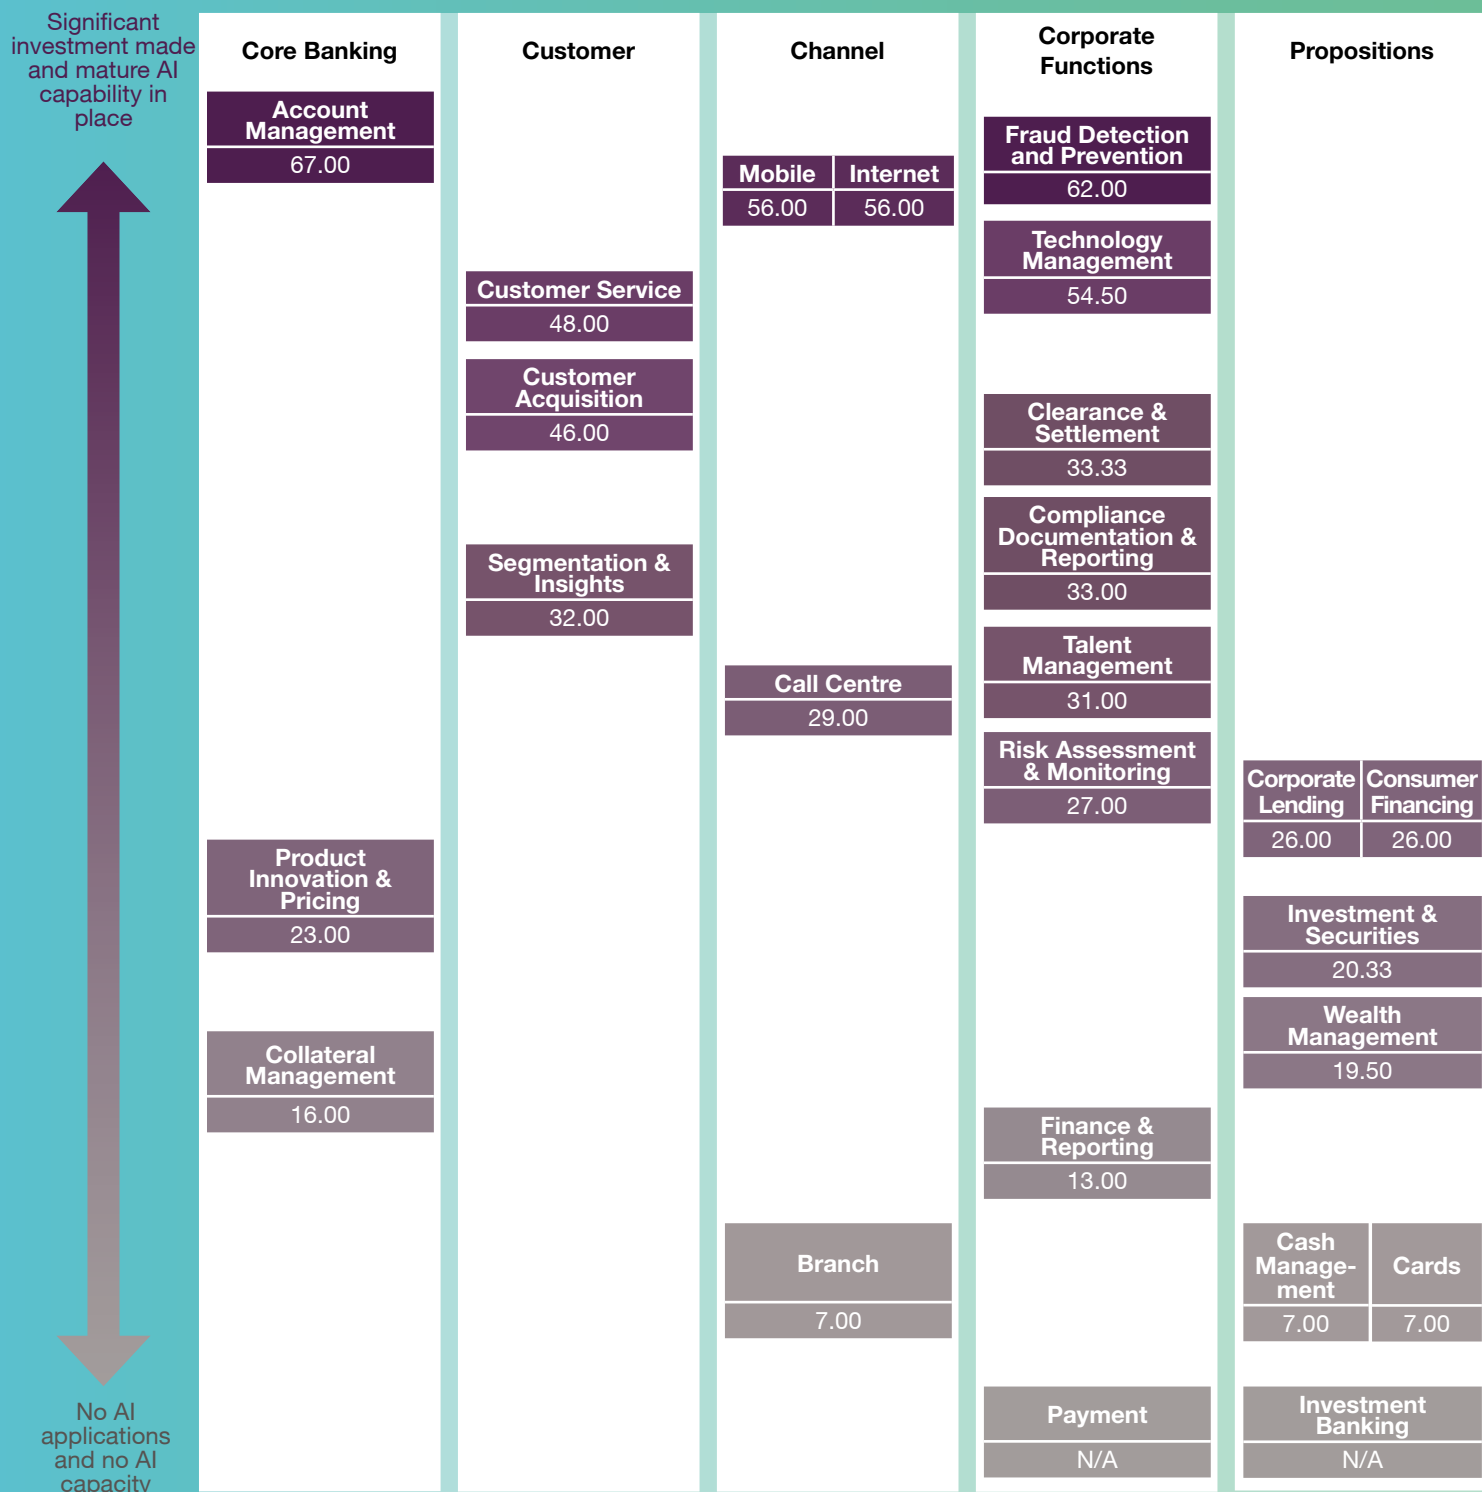 Significant
investment made
and mature AI
capability in
place
No AI
applications
and no AI
capacity
Core Banking
Account
Management
67.00
Product
Innovation &
Pricing
23.00
Collateral
Management
16.00
Customer
Customer Service
48.00
Customer
Acquisition
46.00
Segmentation &
Insights
32.00
Channel
Mobile
56.00
Internet
56.00
Call Centre
29.00
Branch
7.00
Corporate
Functions
Fraud Detection
and Prevention
62.00
Technology
Management
54.50
Clearance &
Settlement
33.33
Compliance
Documentation &
Reporting
33.00
Talent
Management
31.00
Risk Assessment
& Monitoring
27.00
Finance &
Reporting
13.00
Payment
N/A
Propositions
Corporate
Lending
26.00
Consumer
Financing
26.00
Investment &
Securities
20.33
Wealth
Management
19.50
Cash
Manage-
ment
7.00
Cards
7.00
Investment
Banking
N/A